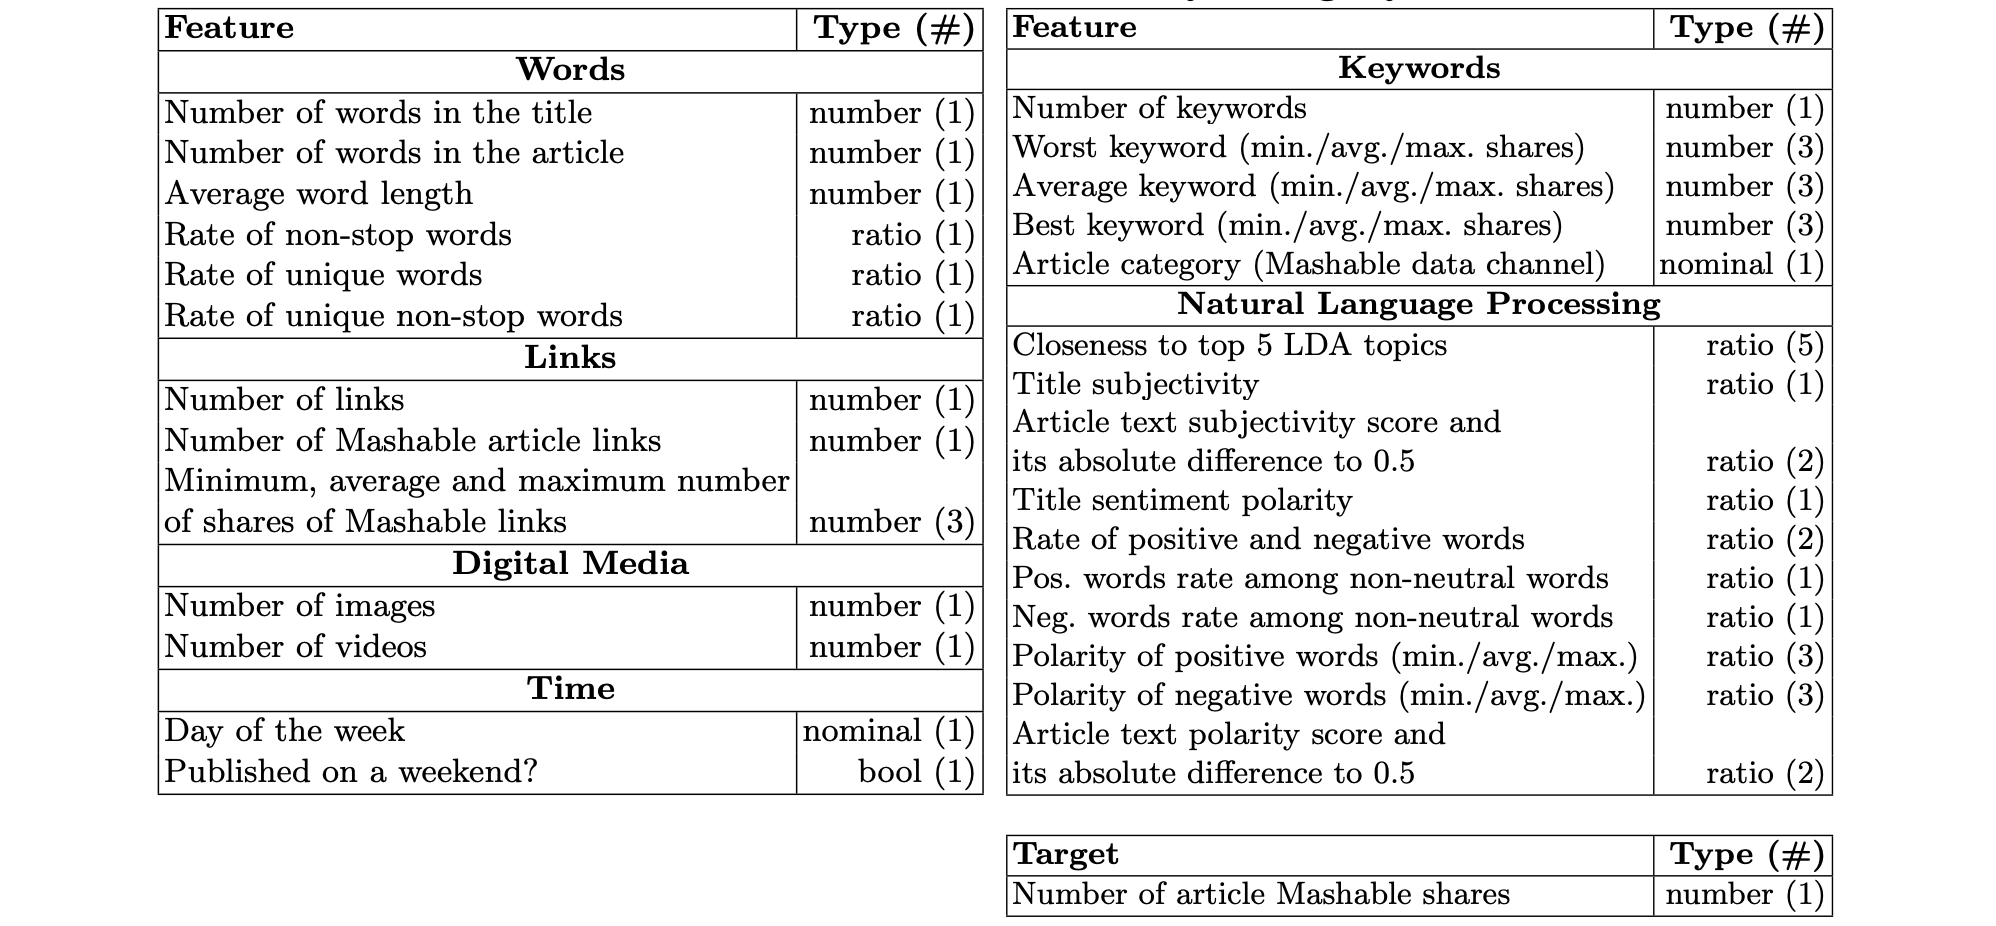 Feature Type (#)
Words
Number of words in the title number (1)
Number of words in the article number (1)
Average word length number (1)
Rate of non-stop words ratio (1)
Rate of unique words ratio (1)
Rate of unique non-stop words ratio (1)
Links
Number of links number (1)
Number of Mashable article links number (1)
Minimum, average and maximum number
of shares of Mashable links number (3)
Digital Media
Number of images number (1)
Number of videos number (1)
Time
Day of the week nominal (1)
Published on a weekend? bool (1)
Feature Type (#)
Keywords
Number of keywords number (1)
Worst keyword (min./avg./max. shares) number (3)
Average keyword (min./avg./max. shares) number (3)
Best keyword (min./avg./max. shares) number (3)
Article category (Mashable data channel) nominal (1)
Natural Language Processing
Closeness to top 5 LDA topics ratio (5)
Title subjectivity ratio (1)
Article text subjectivity score and
its absolute difference to 0.5 ratio (2)
Title sentiment polarity ratio (1)
Rate of positive and negative words ratio (2)
Pos. words rate among non-neutral words ratio (1)
Neg. words rate among non-neutral words ratio (1)
Polarity of positive words (min./avg./max.) ratio (3)
Polarity of negative words (min./avg./max.) ratio (3)
Article text polarity score and
its absolute difference to 0.5 ratio (2)
Target Type (#)
Number of article Mashable shares number (1)